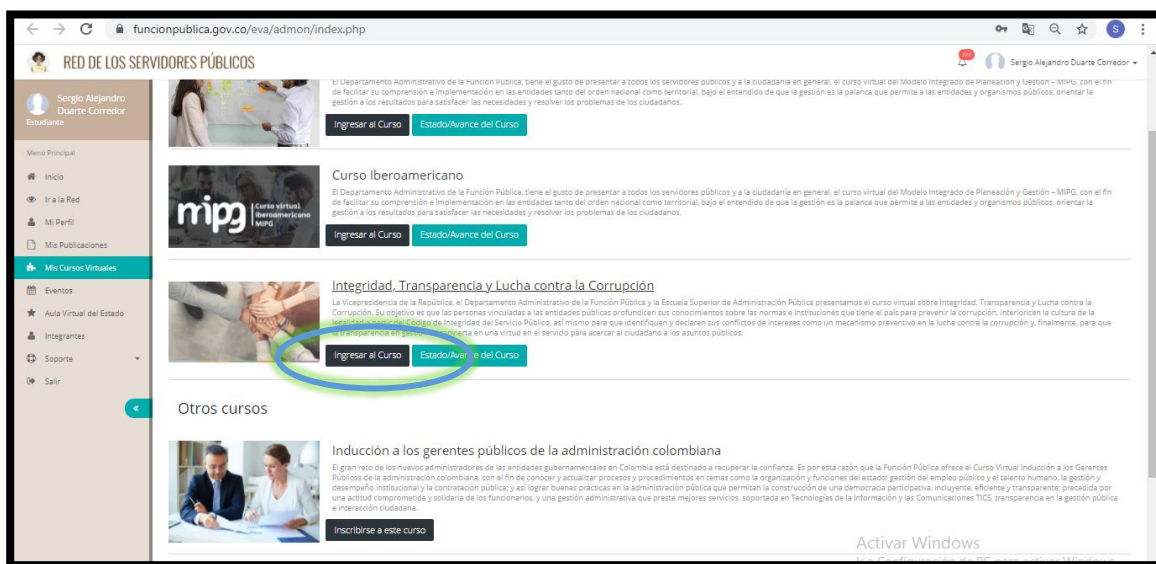 funcionpublica.gov.co/eva/admon/index.php
S
RED DE LOS SERVIDORES PÚBLICOS
Sergio Alejandro Duarte Corredor
Sergio Alejandro
Duarte Corredor
Estudiante
Menú Principal
Inicio
Ir a la Red
Mi Perfil
Mis Publicaciones
Mis Cursos Virtuales
Eventos
Aula Virtual del Estado
Integrantes
Soporte
Salir
El Departamento Administrativo de la Función Pública, tiene el gusto de presentar a todos los servidores públicos y a la ciudadanía en general, el curso virtual del Modelo Integrado de Planeación y Gestión – MIPG, con el fin
de facilitar su comprensión e implementación en las entidades tanto del orden nacional como territorial, bajo el entendido de que la gestión es la palanca que permite a las entidades y organismos públicos, orientar la
gestión a los resultados para satisfacer las necesidades y resolver los problemas de los ciudadanos.
Ingresar al Curso Estado/Avance del Curso
mipg Curso virtual
Iberoamericano
MIPG
Curso Iberoamericano
El Departamento Administrativo de la Función Pública, tiene el gusto de presentar a todos los servidores públicos y a la ciudadanía en general, el curso virtual del Modelo Integrado de Planeación y Gestión – MIPG, con el fin
de facilitar su comprensión e implementación en las entidades tanto del orden nacional como territorial, bajo el entendido de que la gestión es la palanca que permite a las entidades y organismos públicos, orientar la
gestión a los resultados para satisfacer las necesidades y resolver los problemas de los ciudadanos.
Ingresar al Curso Estado/Avance del Curso
Integridad, Transparencia y Lucha contra la Corrupción
La Vicepresidencia de la República, el Departamento Administrativo de la Función Pública y la Escuela Superior de Administración Pública presentamos el curso virtual sobre Integridad, Transparencia y Lucha contra la
Corrupción. Su objetivo es que las personas vinculadas a las entidades públicas profundicen sus conocimientos sobre las normas e instituciones que tiene el país para prevenir la corrupción, interioricen la cultura de la
legalidad a partir del Código de Integridad del Servicio Público, así mismo para que identifiquen y declaren sus conflictos de intereses como un mecanismo preventivo en la lucha contra la corrupción y, finalmente, para que
la transparencia en gestión se convierta en una virtud en el servicio para acercar al ciudadano a los asuntos públicos.
Ingresar al Curso Estado/Avance del Curso
Otros cursos
Inducción a los gerentes públicos de la administración colombiana
El gran reto de los nuevos administradores de las entidades gubernamentales en Colombia está destinado a recuperar la confianza. Es por esta razón que la Función Pública ofrece el Curso Virtual Inducción a los Gerentes
Públicos de la administración colombiana, con el fin de conocer y actualizar procesos y procedimientos en temas como la organización y funciones del estado; gestión del empleo público y el talento humano, la gestión y
desempeño institucional y la contratación pública; y así lograr buenas prácticas en la administración pública que permitan la construcción de una democracia participativa, incluyente, eficiente y transparente; precedida por
una actitud comprometida y solidaria de los funcionarios, y una gestión administrativa que preste mejores servicios, soportada en Tecnologías de la Información y las Comunicaciones TICS, transparencia en la gestión pública
e interacción ciudadana.
Inscribirse a este curso
Activar Windows
Ir a Configuración de PC para activar Windows.